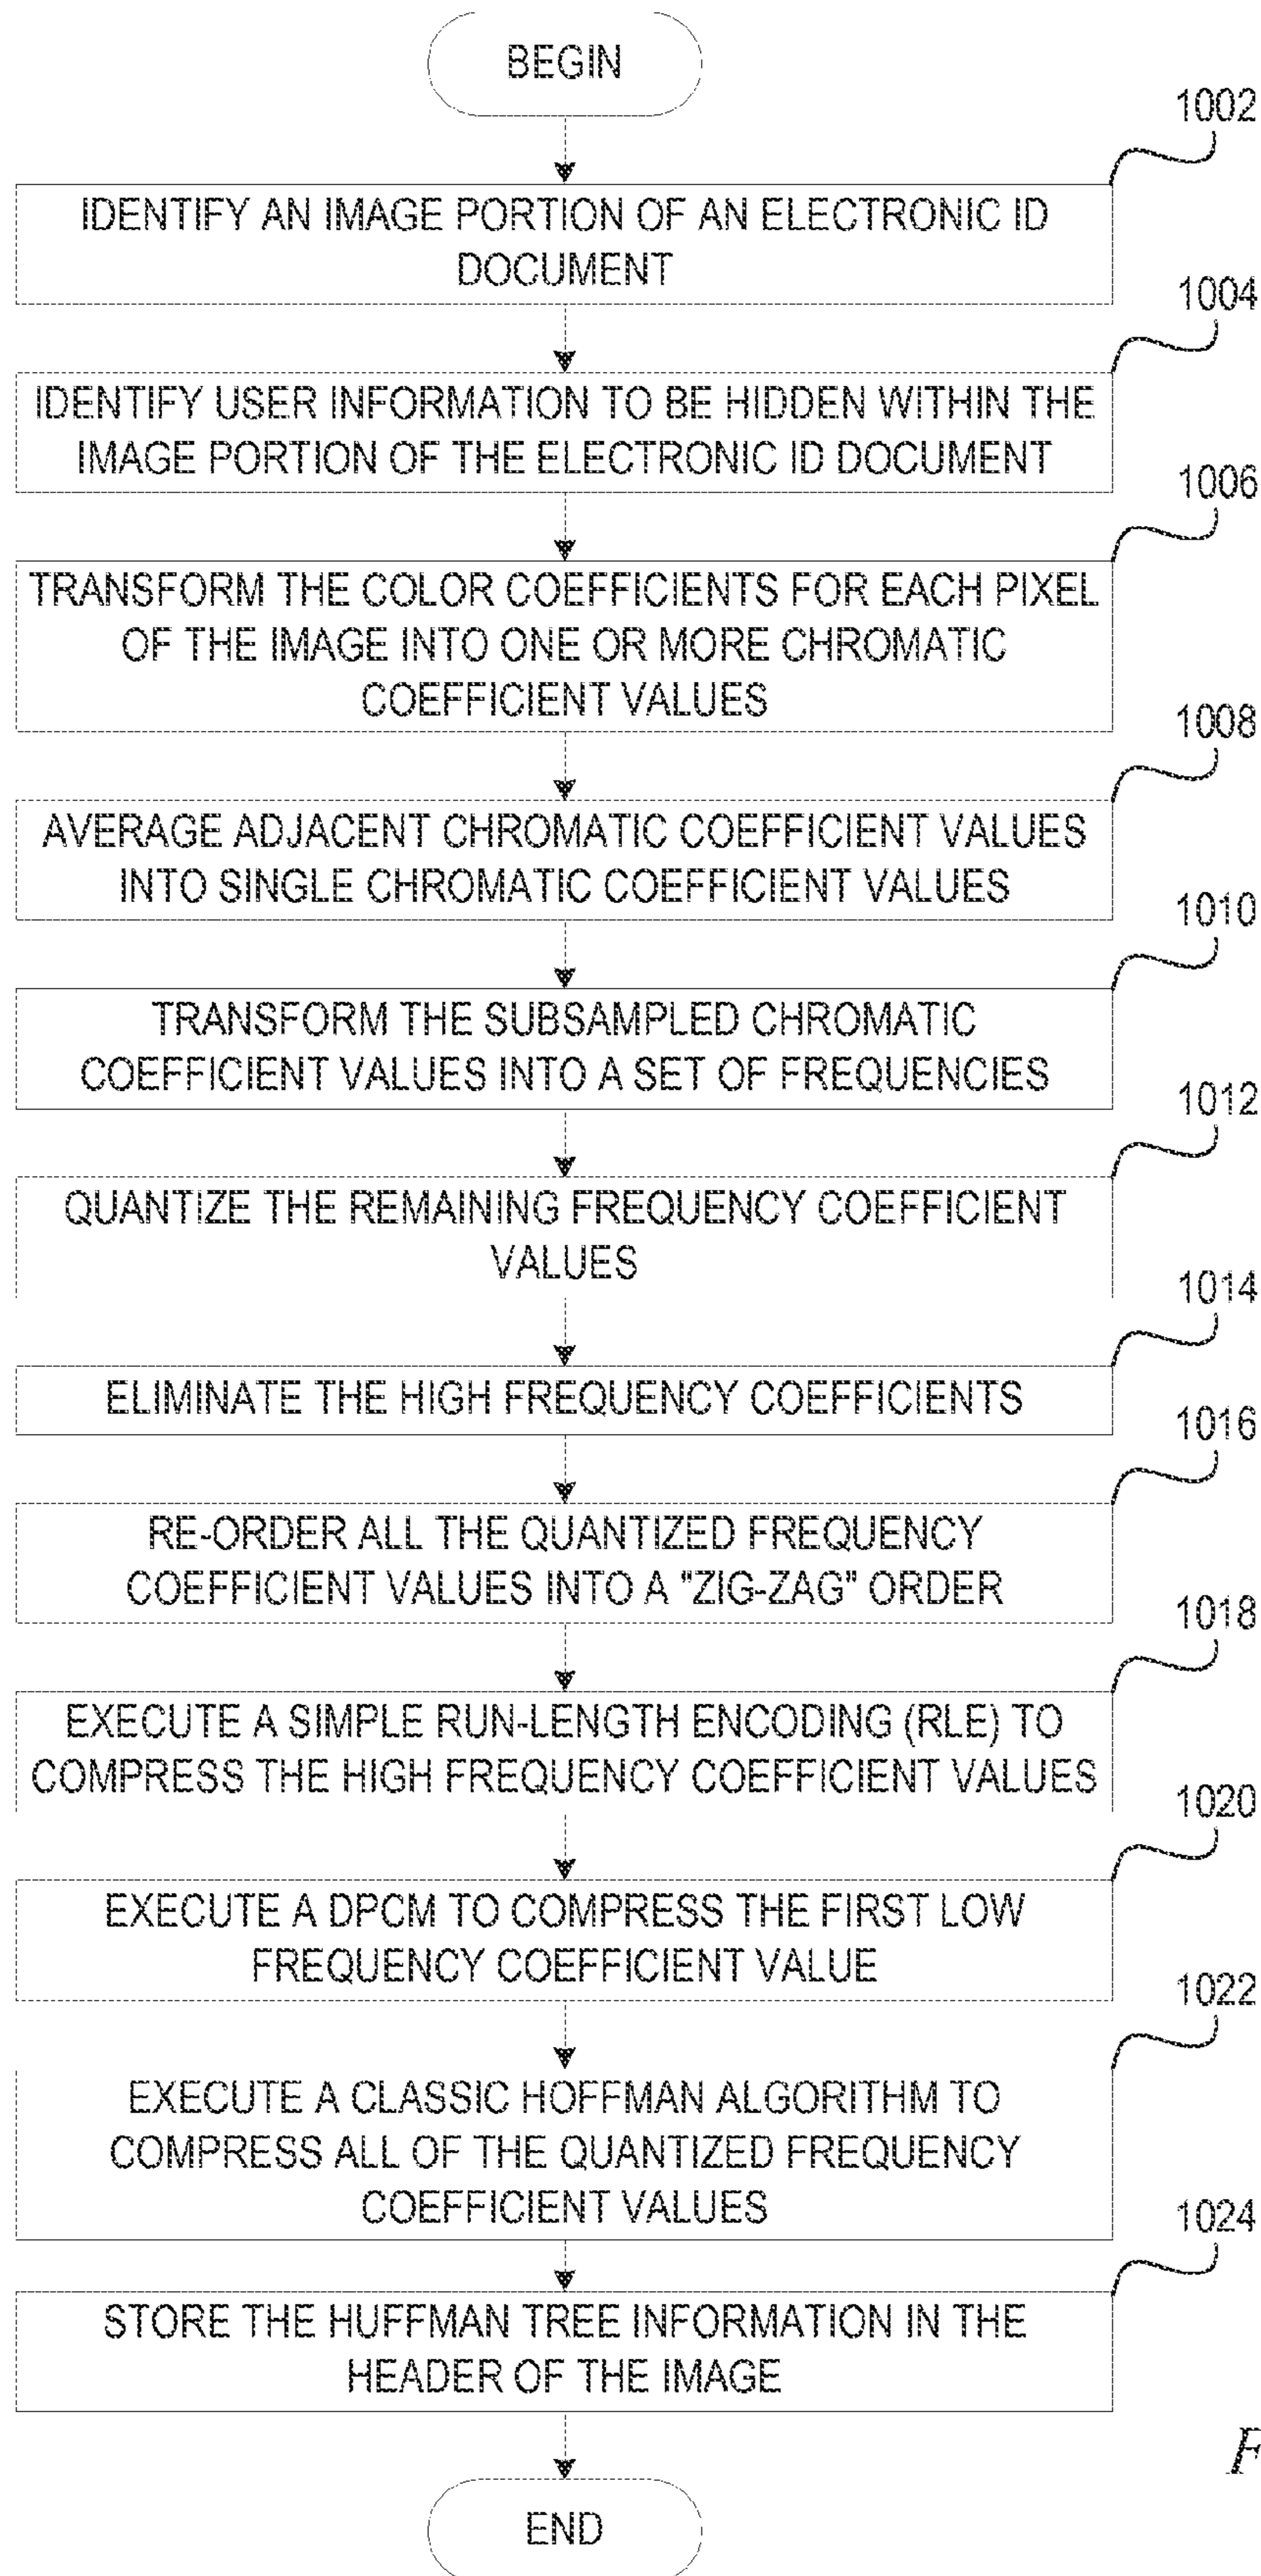 BEGIN
1002
IDENTIFY AN IMAGE PORTION OF AN ELECTRONIC ID
DOCUMENT
1004
IDENTIFY USER INFORMATION TO BE HIDDEN WITHIN THE
IMAGE PORTION OF THE ELECTRONIC ID DOCUMENT
1006
TRANSFORM THE COLOR COEFFICIENTS FOR EACH PIXEL
OF THE IMAGE INTO ONE OR MORE CHROMATIC
COEFFICIENT VALUES
1008
AVERAGE ADJACENT CHROMATIC COEFFICIENT VALUES
INTO SINGLE CHROMATIC COEFFICIENT VALUES
1010
TRANSFORM THE SUBSAMPLED CHROMATIC
COEFFICIENT VALUES INTO A SET OF FREQUENCIES
1012
QUANTIZE THE REMAINING FREQUENCY COEFFICIENT
VALUES
1014
ELIMINATE THE HIGH FREQUENCY COEFFICIENTS
1016
RE-ORDER ALL THE QUANTIZED FREQUENCY
COEFFICIENT VALUES INTO A "ZIG-ZAG" ORDER
1018
EXECUTE A SIMPLE RUN-LENGTH ENCODING (RLE) TO
COMPRESS THE HIGH FREQUENCY COEFFICIENT VALUES
1020
EXECUTE A DPCM TO COMPRESS THE FIRST LOW
FREQUENCY COEFFICIENT VALUE
1022
EXECUTE A CLASSIC HOFFMAN ALGORITHM TO
COMPRESS ALL OF THE QUANTIZED FREQUENCY
COEFFICIENT VALUES
1024
STORE THE HUFFMAN TREE INFORMATION IN THE
HEADER OF THE IMAGE
F
END